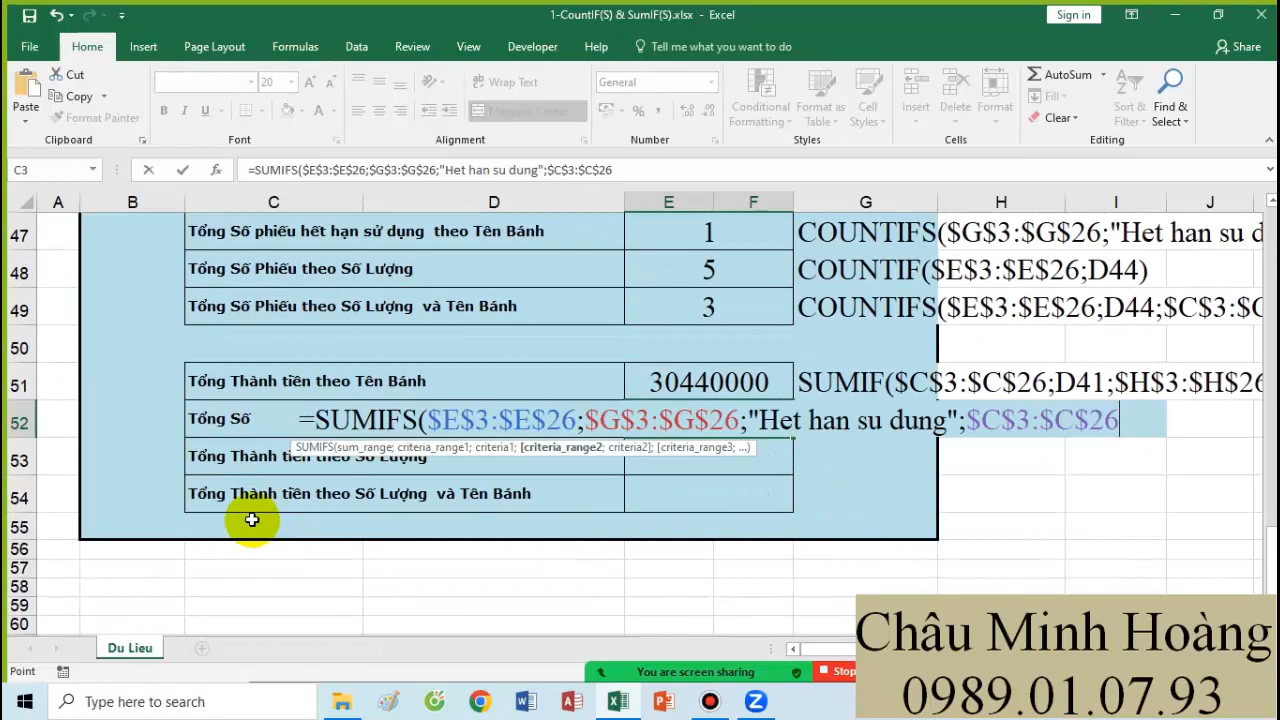 1-CountIF(S) & SumIF(S).xlsx - Excel
Sign in
File Home Insert Page Layout Formulas Data Review View Developer Help Tell me what you want to do Share
Paste
Cut
Copy
Format Painter
Clipboard
20
Font
Wrap Text
Alignment
General
Number
Conditional Formatting
Format as Table
Cell Styles
Styles
Insert
Delete
Format
Cells
AutoSum
Fill
Clear
Sort & Filter
Find & Select
Editing
C3 =SUMIFS($E$3:$E$26;$G$3:$G$26;"Het han su dung";$C$3:$C$26
A B C D E F G H I J
47 Tổng Số phiếu hết hạn sử dụng theo Tên Bánh 1 COUNTIFS($G$3:$G$26;"Het han su d
48 Tổng Số Phiếu theo Số Lượng 5 COUNTIF($E$3:$E$26;D44)
49 Tổng Số Phiếu theo Số Lượng và Tên Bánh 3 COUNTIFS($E$3:$E$26;D44;$C$3:$C
50
51 Tổng Thành tiền theo Tên Bánh 30440000 SUMIF($C$3:$C$26;D41;$H$3:$H$26
52 Tổng Số =SUMIFS($E$3:$E$26;$G$3:$G$26;"Het han su dung";$C$3:$C$26
SUMIFS(sum_range; criteria_range1; criteria1; [criteria_range2; criteria2]; [criteria_range3; ...)
53 Tổng Thành tiền theo Số Lượng
54 Tổng Thành tiền theo Số Lượng và Tên Bánh
55
56
57
58
59
60
Du Lieu
Point
You are screen sharing
Stop
Type here to search
Châu Minh Hoàng
0989.01.07.93